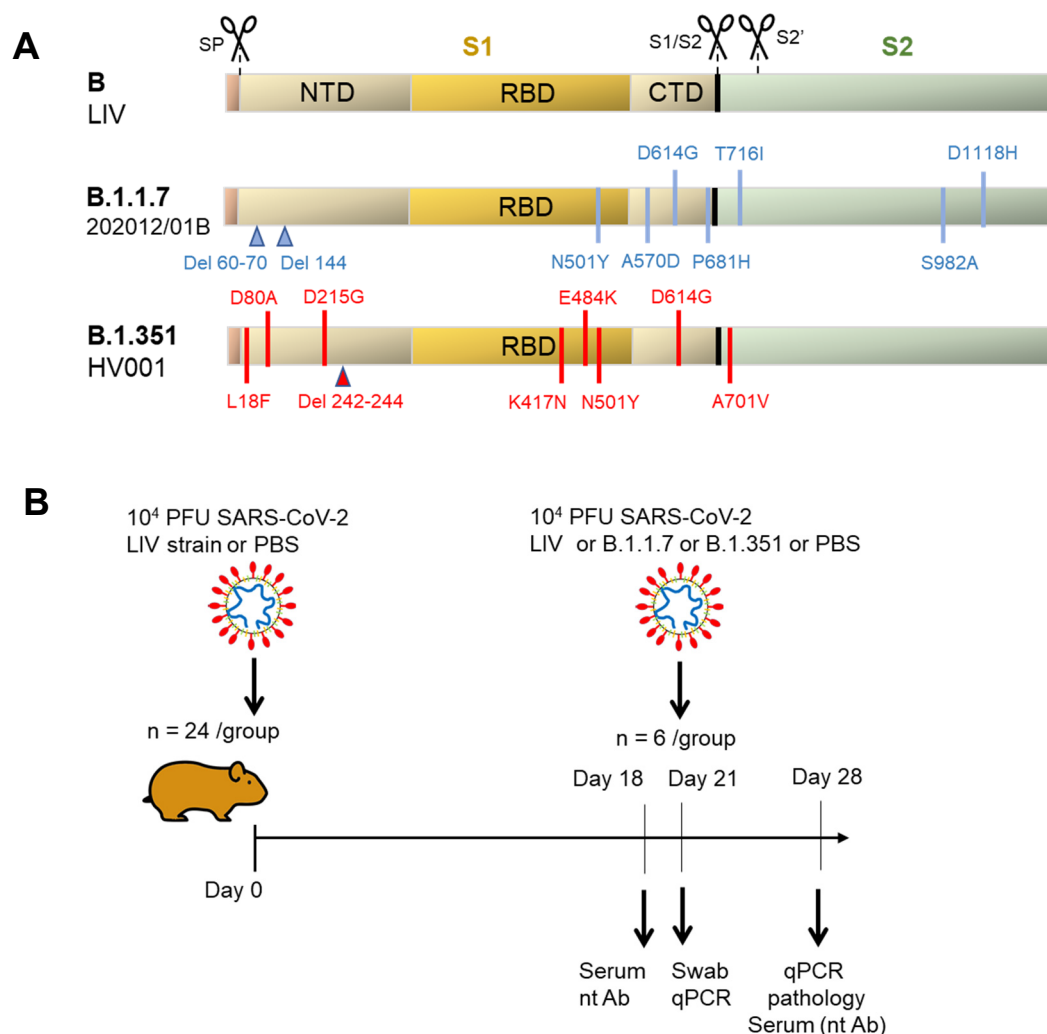 A
SP
S1
S1/S2
S2'
S2
B
LIV
NTD
RBD
CTD
D614G
T716I
D1118H
B.1.1.7
202012/01B
RBD
Del 60-70
Del 144
N501Y
A570D
P681H
S982A
D80A
D215G
E484K
D614G
B.1.351
HV001
RBD
L18F
Del 242-244
K417N
N501Y
A701V
B
10⁴ PFU SARS-CoV-2
LIV strain or PBS
10⁴ PFU SARS-CoV-2
LIV or B.1.1.7 or B.1.351 or PBS
n = 24 /group
n = 6 /group
Day 18
Day 21
Day 28
Day 0
Serum
nt Ab
Swab
qPCR
qPCR
pathology
Serum (nt Ab)